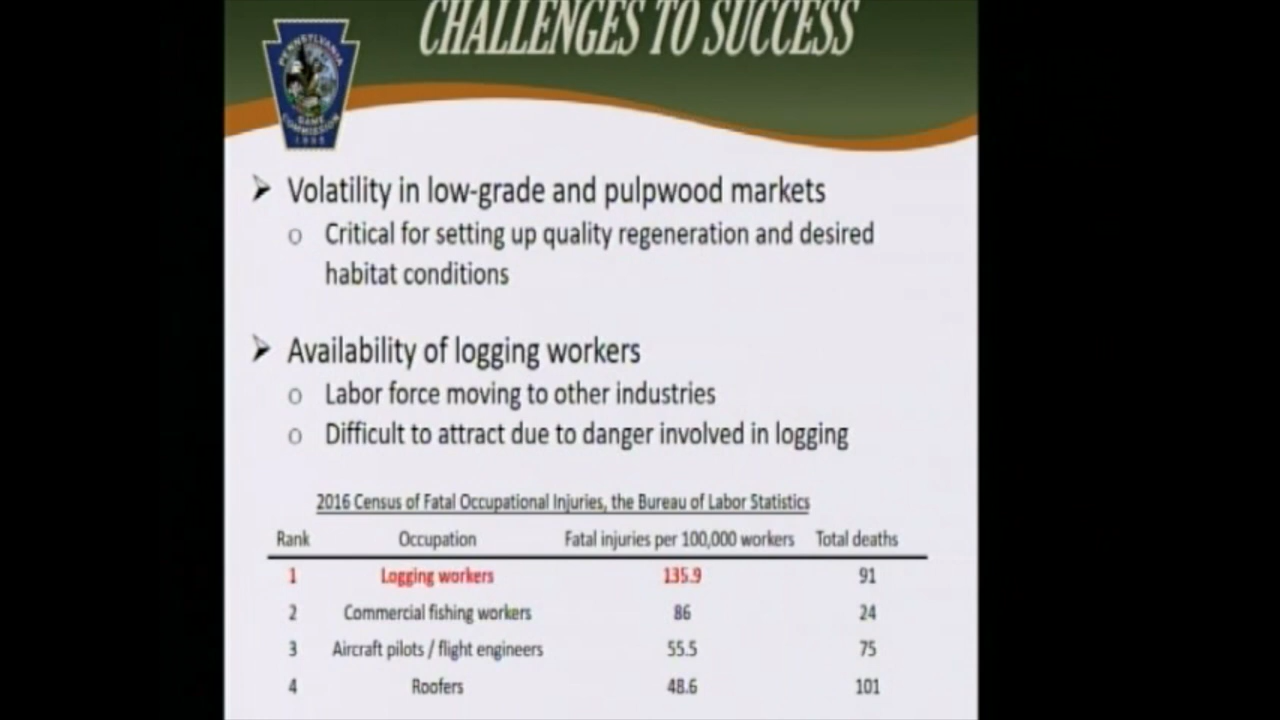 CHALLENGES TO SUCCESS
PENNSYLVANIA
GAME
COMMISSION
1895
➤ Volatility in low-grade and pulpwood markets
o Critical for setting up quality regeneration and desired
habitat conditions
➤ Availability of logging workers
o Labor force moving to other industries
o Difficult to attract due to danger involved in logging
2016 Census of Fatal Occupational Injuries, the Bureau of Labor Statistics
Rank Occupation Fatal injuries per 100,000 workers Total deaths
1 Logging workers 135.9 91
2 Commercial fishing workers 86 24
3 Aircraft pilots / flight engineers 55.5 75
4 Roofers 48.6 101